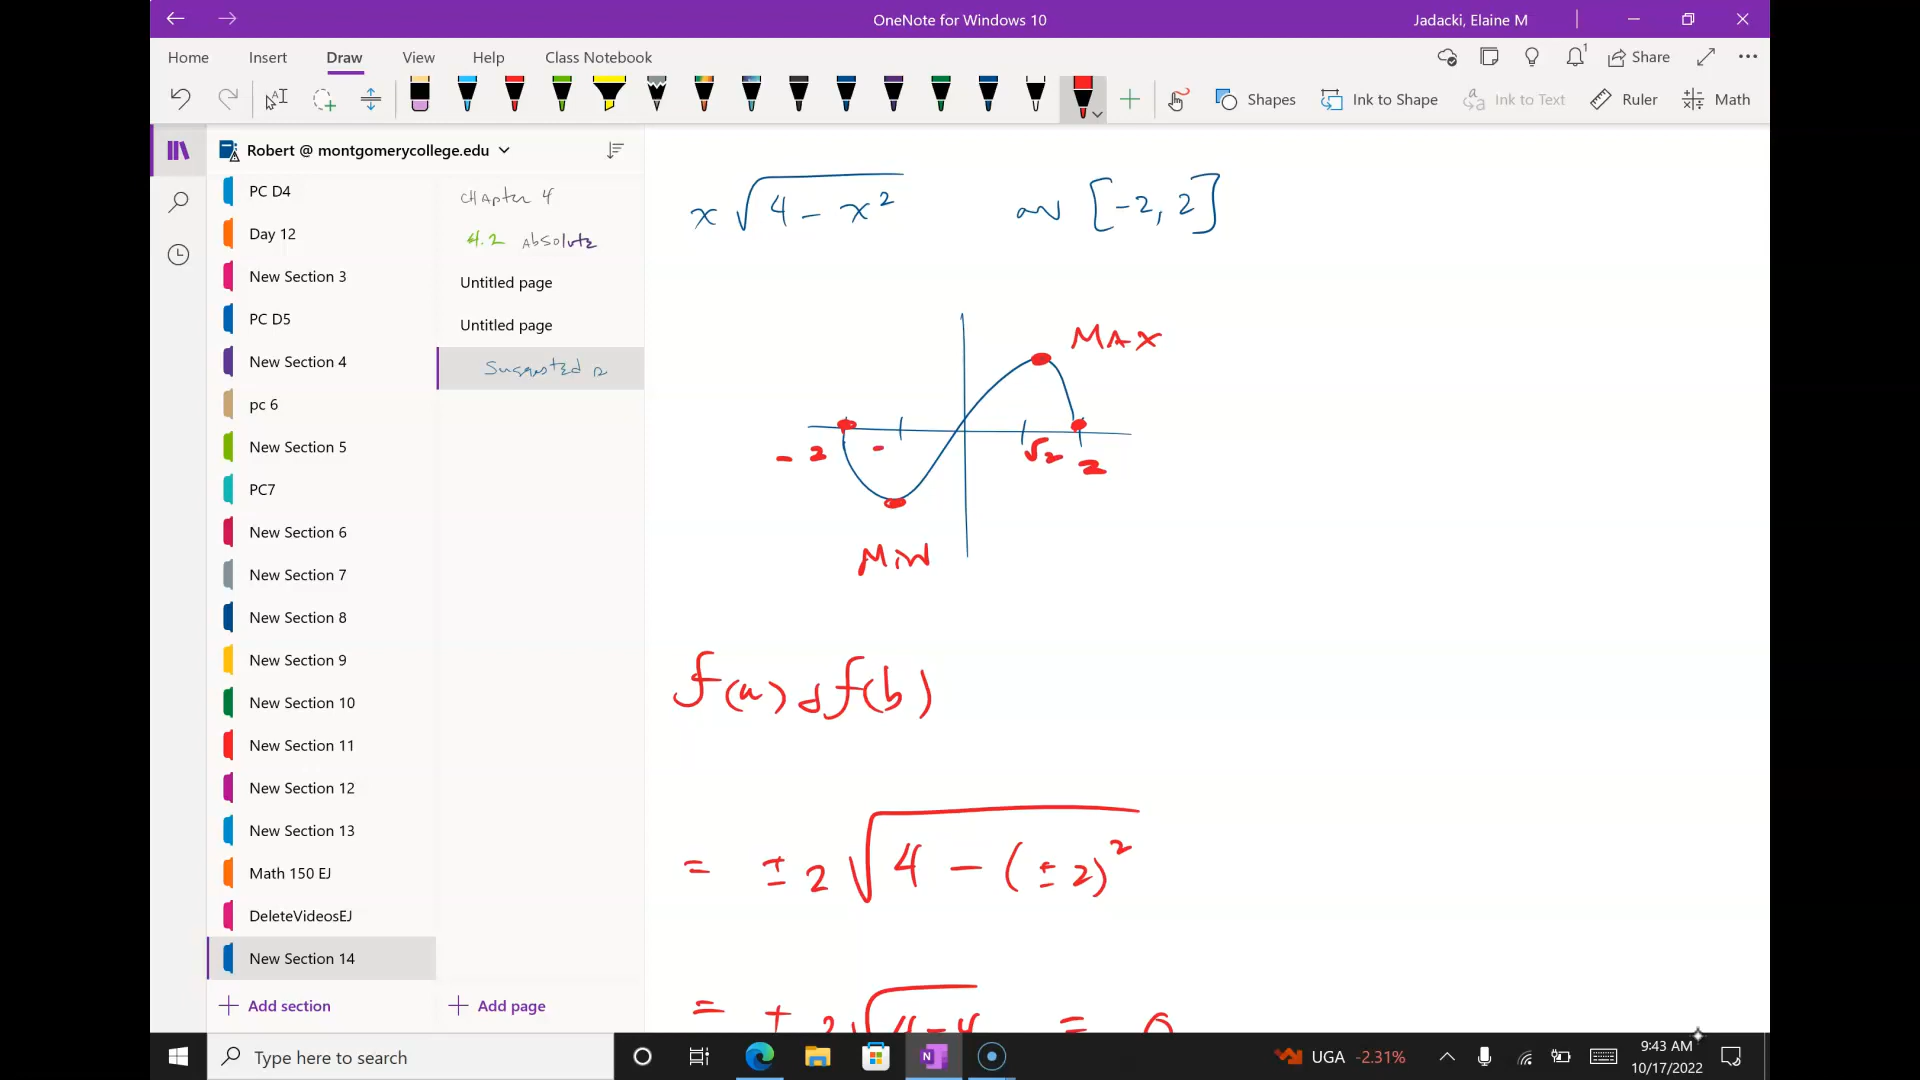 OneNote for Windows 10
Jadacki, Elaine M
Home Insert Draw View Help Class Notebook
1
Share
Shapes
Ink to Shape
Ink to Text
Ruler
Math
Robert @ montgomerycollege.edu
PC D4
Day 12
New Section 3
PC D5
New Section 4
pc 6
New Section 5
PC7
New Section 6
New Section 7
New Section 8
New Section 9
New Section 10
New Section 11
New Section 12
New Section 13
Math 150 EJ
DeleteVideosEJ
New Section 14
Add section
Chapter 4
4.2 Absolute
Untitled page
Untitled page
Suggested
Add page
x √4 - x² on [-2, 2]
MAX
- 2 - √2 2
Min
f(a) & f(b)
= ± 2 √4 - (± 2)²
= ± 2 √4-4 = 0
Type here to search
UGA -2.31%
9:43 AM
10/17/2022